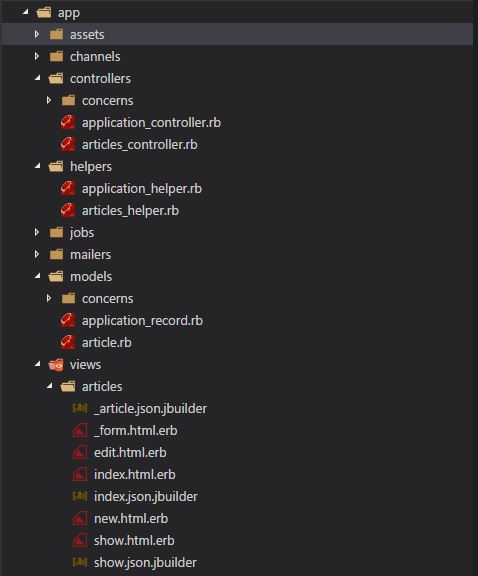 app
assets
channels
controllers
concerns
application_controller.rb
articles_controller.rb
helpers
application_helper.rb
articles_helper.rb
jobs
mailers
models
concerns
application_record.rb
article.rb
views
articles
_article.json.jbuilder
_form.html.erb
edit.html.erb
index.html.erb
index.json.jbuilder
new.html.erb
show.html.erb
show.json.jbuilder